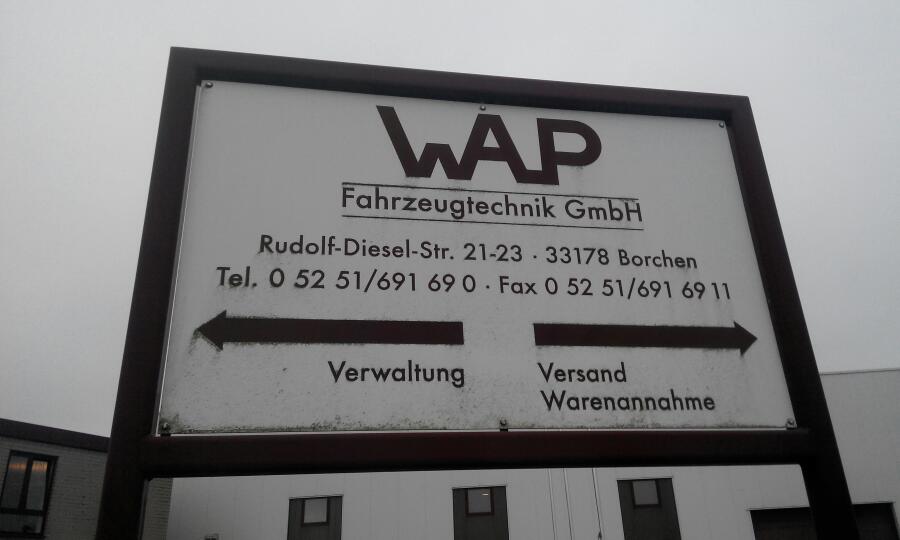 WAP
Fahrzeugtechnik GmbH
Rudolf-Diesel-Str. 21-23 · 33178 Borchen
Tel. 0 52 51/691 69 0 · Fax 0 52 51/691 69 11
Verwaltung
Versand
Warenannahme